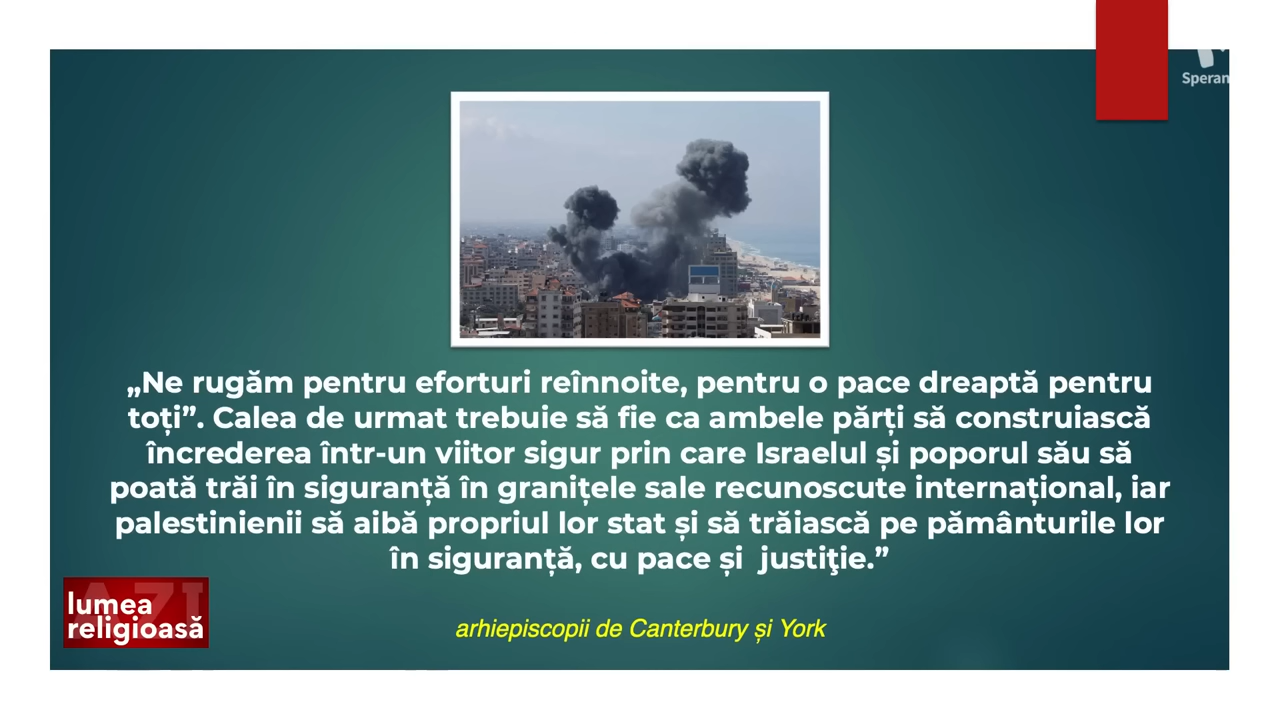 Speran
„Ne rugăm pentru eforturi reînnoite, pentru o pace dreaptă pentru
toți”. Calea de urmat trebuie să fie ca ambele părți să construiască
încrederea într-un viitor sigur prin care Israelul și poporul său să
poată trăi în siguranță în granițele sale recunoscute internațional, iar
palestinienii să aibă propriul lor stat și să trăiască pe pământurile lor
în siguranță, cu pace și  justiţie.”
AZI
lumea
religioasă
arhiepiscopii de Canterbury și York